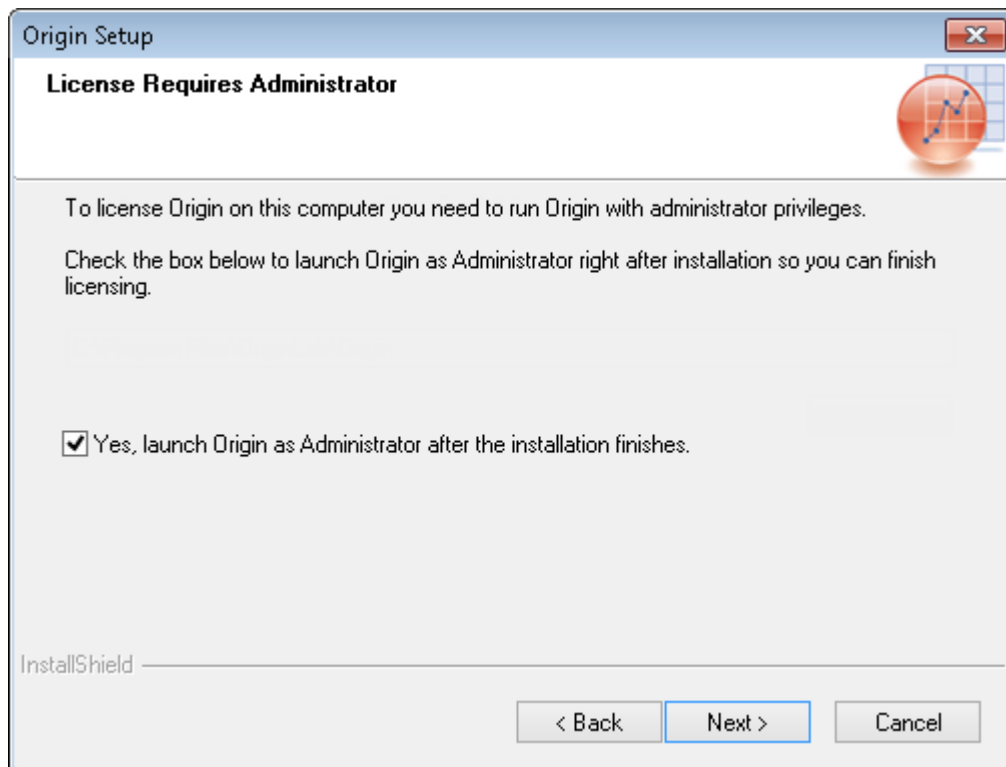 Origin Setup
License Requires Administrator
To license Origin on this computer you need to run Origin with administrator privileges.
Check the box below to launch Origin as Administrator right after installation so you can finish
licensing.
Yes, launch Origin as Administrator after the installation finishes.
InstallShield
< Back Next > Cancel